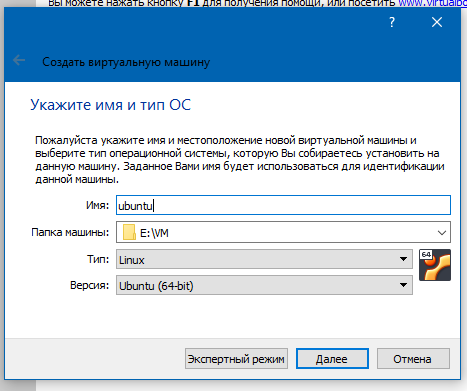 Вы можете нажать кнопку F1 для получения помощи, или посетить www.virtualbo
?
Создать виртуальную машину
Укажите имя и тип ОС
Пожалуйста укажите имя и местоположение новой виртуальной машины и
выберите тип операционной системы, которую Вы собираетесь установить на
данную машину. Заданное Вами имя будет использоваться для идентификации
данной машины.
Имя: ubuntu
Папка машины: E:\VM
Тип: Linux
64
Версия: Ubuntu (64-bit)
Экспертный режим Далее Отмена